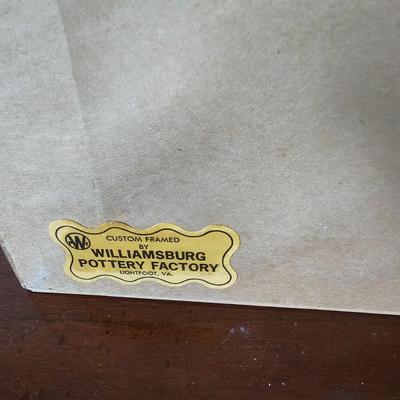 W
CUSTOM FRAMED
BY
WILLIAMSBURG
POTTERY FACTORY
LIGHTFOOT, VA.